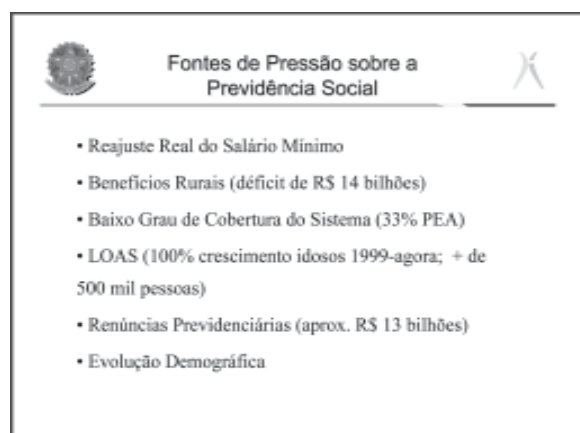 Fontes de Pressão sobre a
Previdência Social
• Reajuste Real do Salário Mínimo
• Benefícios Rurais (déficit de R$ 14 bilhões)
• Baixo Grau de Cobertura do Sistema (33% PEA)
• LOAS (100% crescimento idosos 1999-agora; + de
500 mil pessoas)
• Renúncias Previdenciárias (aprox. R$ 13 bilhões)
• Evolução Demográfica